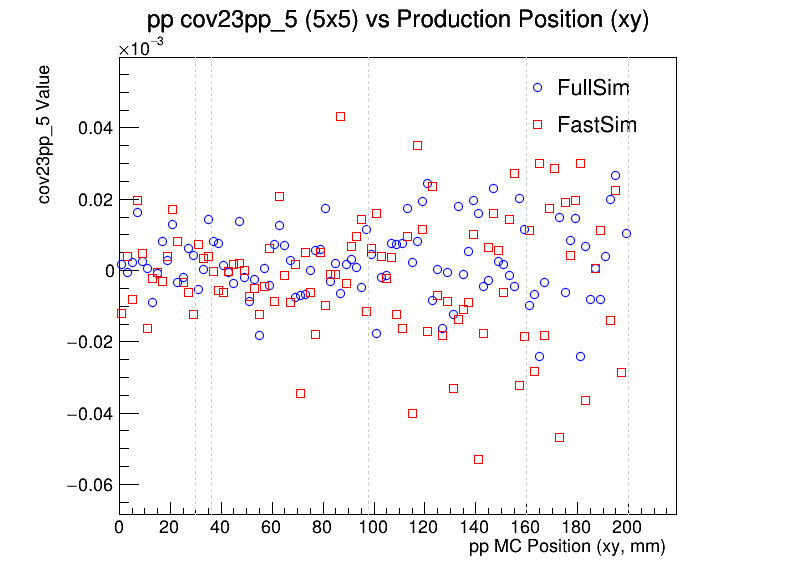 pp cov23pp_5 (5x5) vs Production Position (xy)
×10⁻³
cov23pp_5 Value
FullSim
FastSim
0.04
0.02
0
−0.02
−0.04
−0.06
0 20 40 60 80 100 120 140 160 180 200
pp MC Position (xy, mm)